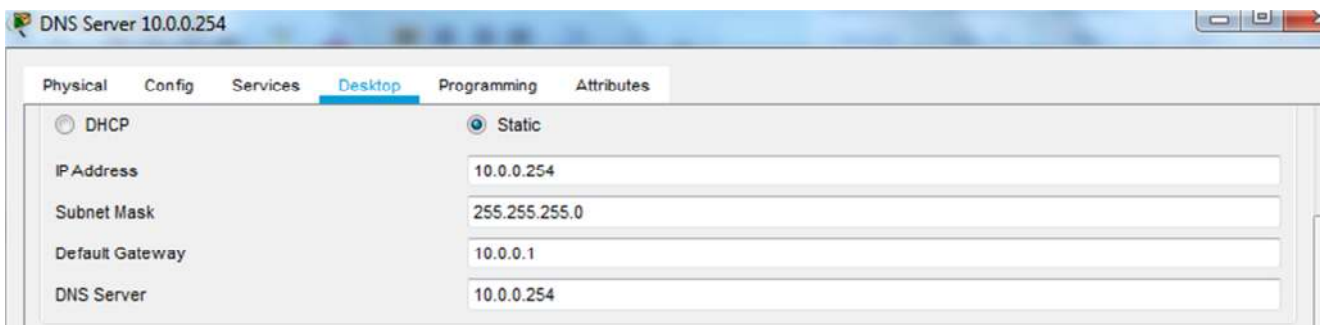 DNS Server 10.0.0.254
Physical Config Services Desktop Programming Attributes
DHCP Static
IP Address 10.0.0.254
Subnet Mask 255.255.255.0
Default Gateway 10.0.0.1
DNS Server 10.0.0.254